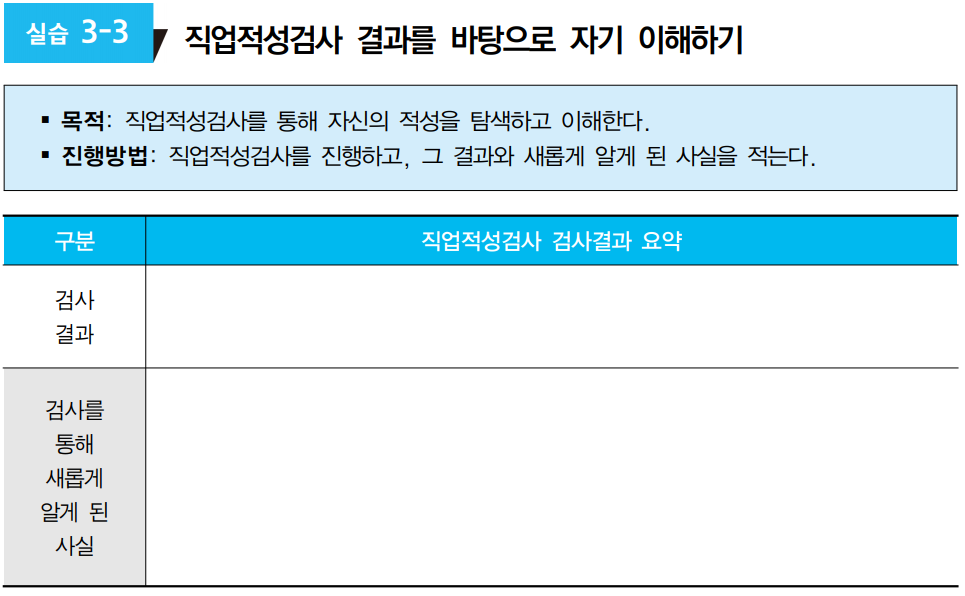 실습 3-3 직업적성검사 결과를 바탕으로 자기 이해하기
▪ 목적: 직업적성검사를 통해 자신의 적성을 탐색하고 이해한다.
▪ 진행방법: 직업적성검사를 진행하고, 그 결과와 새롭게 알게 된 사실을 적는다.
구분 직업적성검사 검사결과 요약
검사
결과
검사를
통해
새롭게
알게 된
사실